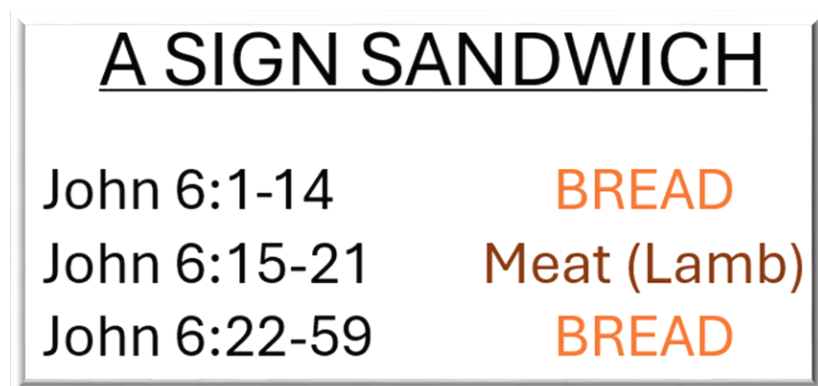 A SIGN SANDWICH
John 6:1-14 BREAD
John 6:15-21 Meat (Lamb)
John 6:22-59 BREAD